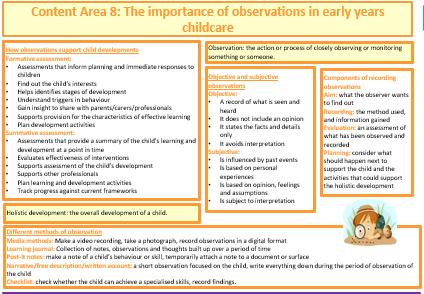 Content Area 8: The importance of observations in early years
childcare
How observations support child developments
Formative assessment:
• Assessments that inform planning and immediate responses to
children
• Find out the child's interests
• Helps identifies stages of development
• Understand triggers in behaviour
• Gain insight to share with parents/carers/professionals
• Supports provision for the characteristics of effective learning
• Plan development activities
Summative assessment:
• Assessments that provide a summary of the child's learning and
development at a point in time
• Evaluates effectiveness of interventions
• Supports assessment of the child's development
• Supports other professionals
• Plan learning and development activities
• Track progress against current frameworks
Holistic development: the overall development of a child.
Observation: the action or process of closely observing or monitoring
something or someone.
Objective and subjective
observations
Objective:
• A record of what is seen and
heard
• It does not include an opinion
• It states the facts and details
only
• It avoids interpretation
Subjective:
• Is influenced by past events
• Is based on personal
experiences
• Is based on opinion, feelings
and assumptions
• Is subject to interpretation
Components of recording
observations
Aim: what the observer wants
to find out
Recording: the method used,
and information gained
Evaluation: an assessment of
what has been observed and
recorded
Planning: consider what
should happen next to
support the child and the
activities that could support
the holistic development
Different methods of observation
Media methods: Make a video recording, take a photograph, record observations in a digital format
Learning journal: Collection of notes, observations and thoughts built up over a period of time
Post-it notes: make a note of a child's behaviour or skill, temporarily attach a note to a document or surface
Narrative/free description/written account: a short observation focused on the child, write everything down during the period of observation of
the child
Checklist: check whether the child can achieve a specialised skills, record findings.